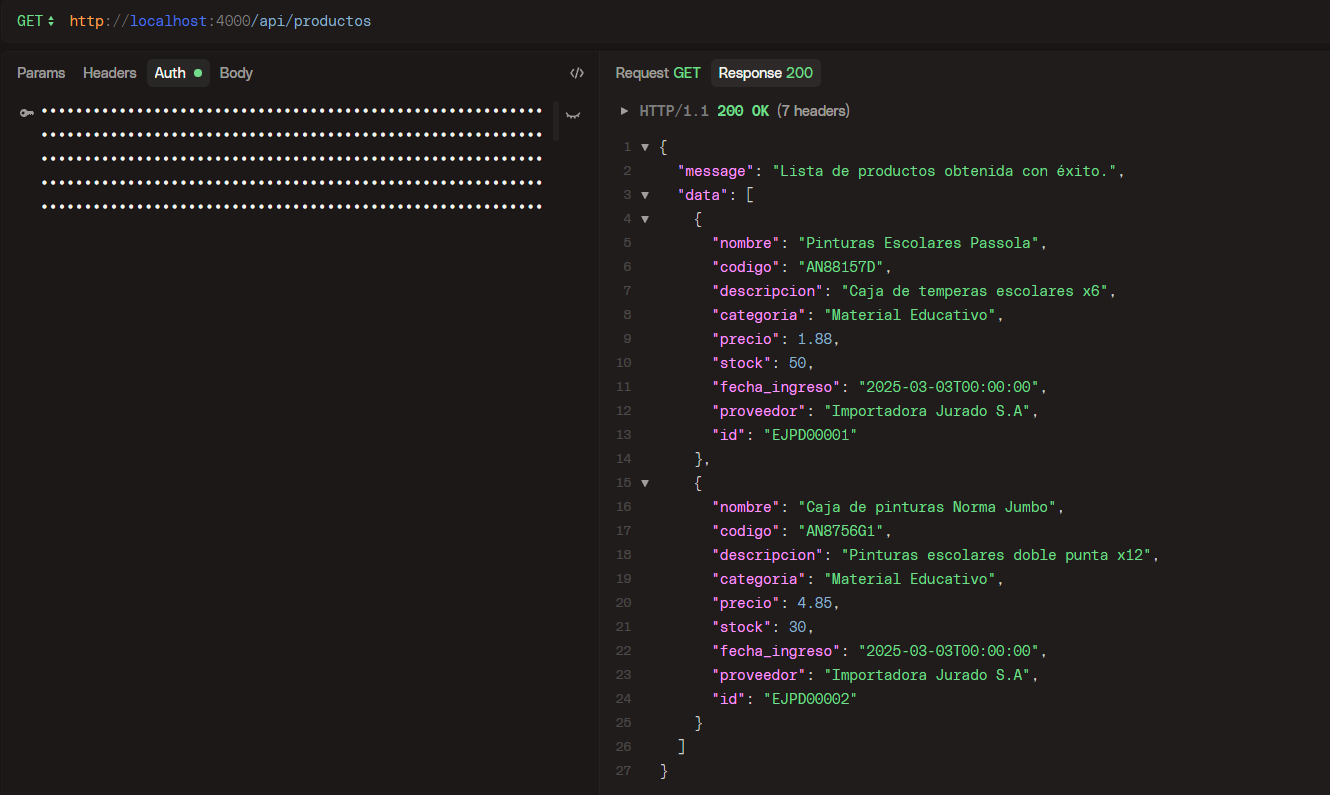 GET http://localhost:4000/api/productos
Params Headers Auth Body </>
Request GET Response 200
HTTP/1.1 200 OK (7 headers)
1 {
2 "message": "Lista de productos obtenida con éxito.",
3 "data": [
4 {
5 "nombre": "Pinturas Escolares Passola",
6 "codigo": "AN88157D",
7 "descripcion": "Caja de temperas escolares x6",
8 "categoria": "Material Educativo",
9 "precio": 1.88,
10 "stock": 50,
11 "fecha_ingreso": "2025-03-03T00:00:00",
12 "proveedor": "Importadora Jurado S.A",
13 "id": "EJPD00001"
14 },
15 {
16 "nombre": "Caja de pinturas Norma Jumbo",
17 "codigo": "AN8756G1",
18 "descripcion": "Pinturas escolares doble punta x12",
19 "categoria": "Material Educativo",
20 "precio": 4.85,
21 "stock": 30,
22 "fecha_ingreso": "2025-03-03T00:00:00",
23 "proveedor": "Importadora Jurado S.A",
24 "id": "EJPD00002"
25 }
26 ]
27 }